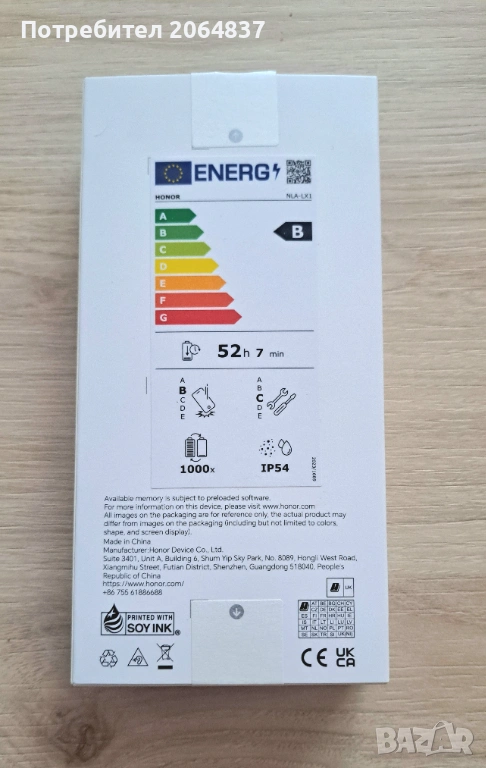 Потребител 2064837
ENERG
HONOR NLA-LX1
A
B
C
D
E
F
G
B
52h 7 min
A
B
C
D
E
A
B
C
D
E
1000x
IP54
2023/1669
Available memory is subject to preloaded software.
For more information on this device, please visit www.honor.com
All images on the packaging are for reference only, the actual product may
differ from images on the packaging (including but not limited to colors,
shape, and screen display).
Made in China
Manufacturer:Honor Device Co., Ltd.
Suite 3401, Unit A, Building 6, Shum Yip Sky Park, No. 8089, Hongli West Road,
Xiangmihu Street, Futian District, Shenzhen, Guangdong 518040, People's
Republic of China
https://www.honor.com/
+86 755 61886688
PRINTED WITH
SOY INK
CE
UK
CA
BAZAR